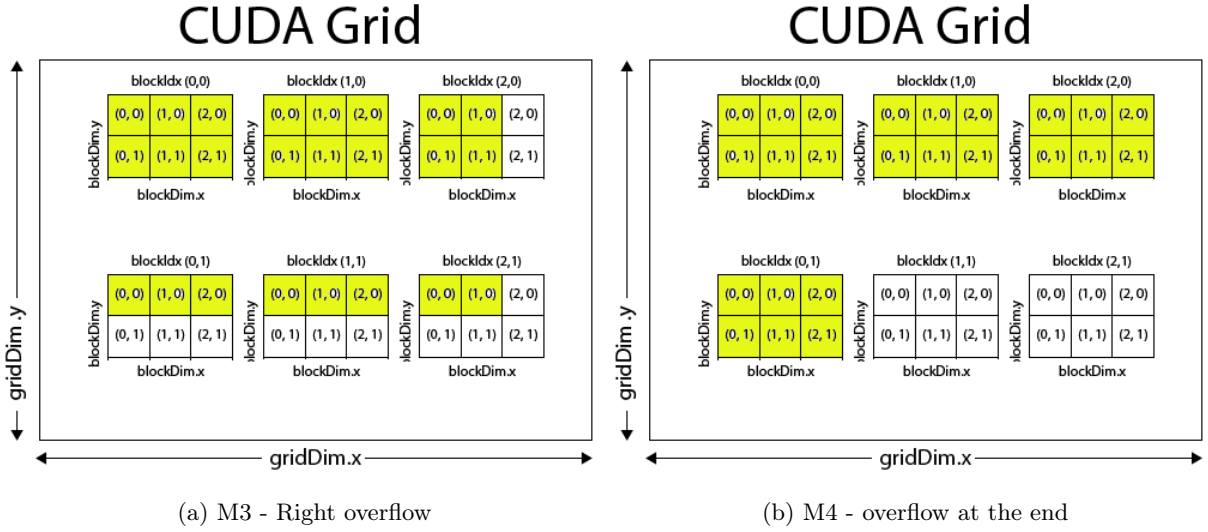 CUDA Grid CUDA Grid
blockIdx (0,0) blockIdx (1,0) blockIdx (2,0) blockIdx (0,0) blockIdx (1,0) blockIdx (2,0)
blockDim.y (0, 0) (1, 0) (2, 0) blockDim.y (0, 0) (1, 0) (2, 0) blockDim.y (0, 0) (1, 0) (2, 0) blockDim.y (0, 0) (1, 0) (2, 0) blockDim.y (0, 0) (1, 0) (2, 0) blockDim.y (0, 0) (1, 0) (2, 0)
(0, 1) (1, 1) (2, 1) (0, 1) (1, 1) (2, 1) (0, 1) (1, 1) (2, 1) (0, 1) (1, 1) (2, 1) (0, 1) (1, 1) (2, 1) (0, 1) (1, 1) (2, 1)
blockDim.x blockDim.x blockDim.x blockDim.x blockDim.x blockDim.x
gridDim .y gridDim .y
blockIdx (0,1) blockIdx (1,1) blockIdx (2,1) blockIdx (0,1) blockIdx (1,1) blockIdx (2,1)
blockDim.y (0, 0) (1, 0) (2, 0) blockDim.y (0, 0) (1, 0) (2, 0) blockDim.y (0, 0) (1, 0) (2, 0) blockDim.y (0, 0) (1, 0) (2, 0) blockDim.y (0, 0) (1, 0) (2, 0) blockDim.y (0, 0) (1, 0) (2, 0)
(0, 1) (1, 1) (2, 1) (0, 1) (1, 1) (2, 1) (0, 1) (1, 1) (2, 1) (0, 1) (1, 1) (2, 1) (0, 1) (1, 1) (2, 1) (0, 1) (1, 1) (2, 1)
blockDim.x blockDim.x blockDim.x blockDim.x blockDim.x blockDim.x
gridDim.x gridDim.x
(a) M3 - Right overflow (b) M4 - overflow at the end